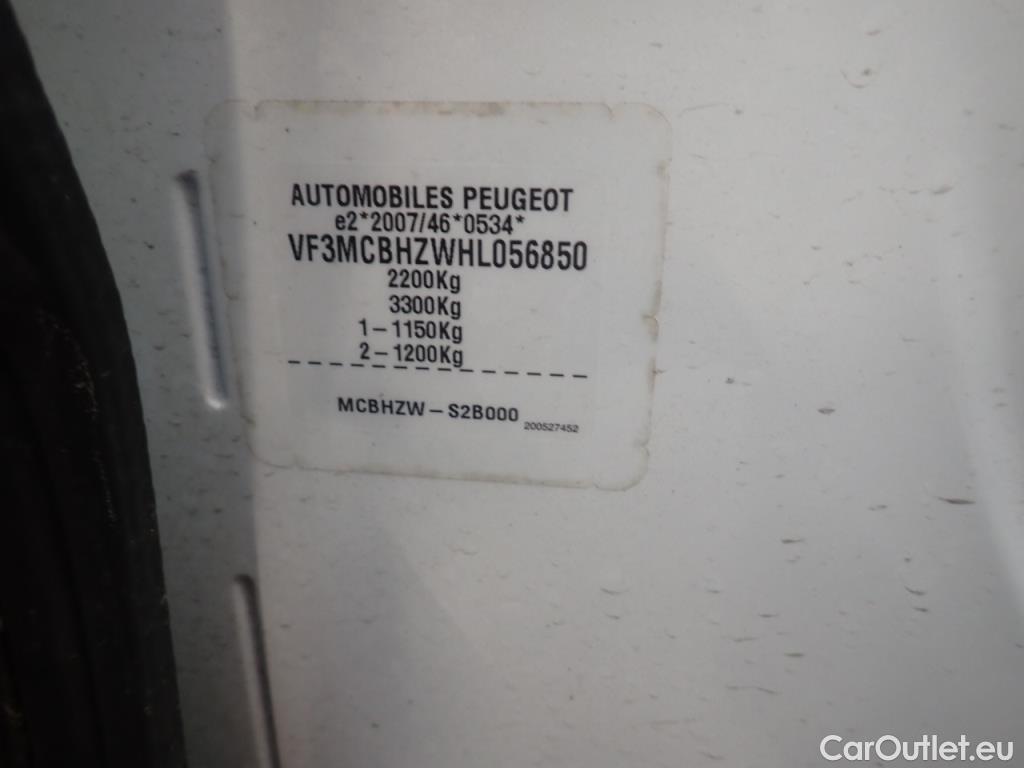 AUTOMOBILES PEUGEOT
e2*2007/46*0534*
VF3MCBHZWHL056850
2200Kg
3300Kg
1-1150Kg
2-1200Kg
MCBHZW-S2B000
200527452
CarOutlet.eu